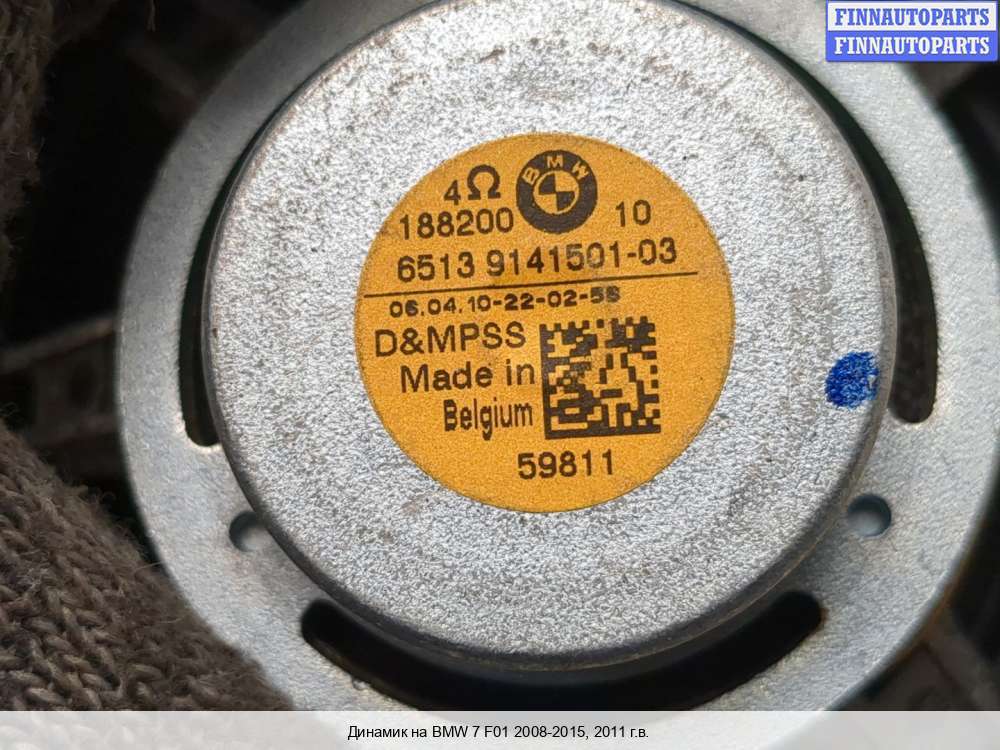 FINNAUTOPARTS
FINNAUTOPARTS
BMW
4Ω
188200 10
6513 9141501-03
06.04.10-22-02-58
D&MPSS
Made in
Belgium
59811
Динамик на BMW 7 F01 2008-2015, 2011 г.в.